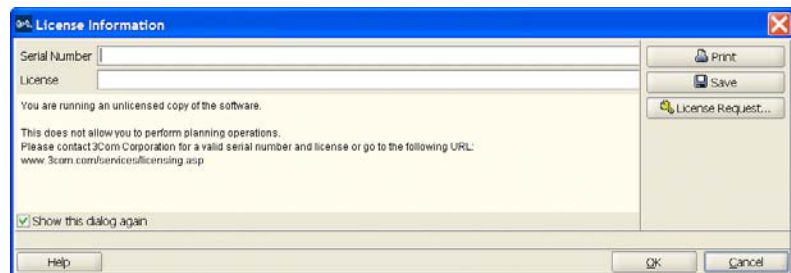 License Information
Serial Number
License
You are running an unlicensed copy of the software.
This does not allow you to perform planning operations.
Please contact 3Com Corporation for a valid serial number and license or go to the following URL:
www.3com.com/services/licensing.asp
Show this dialog again
Print
Save
License Request...
Help
OK
Cancel